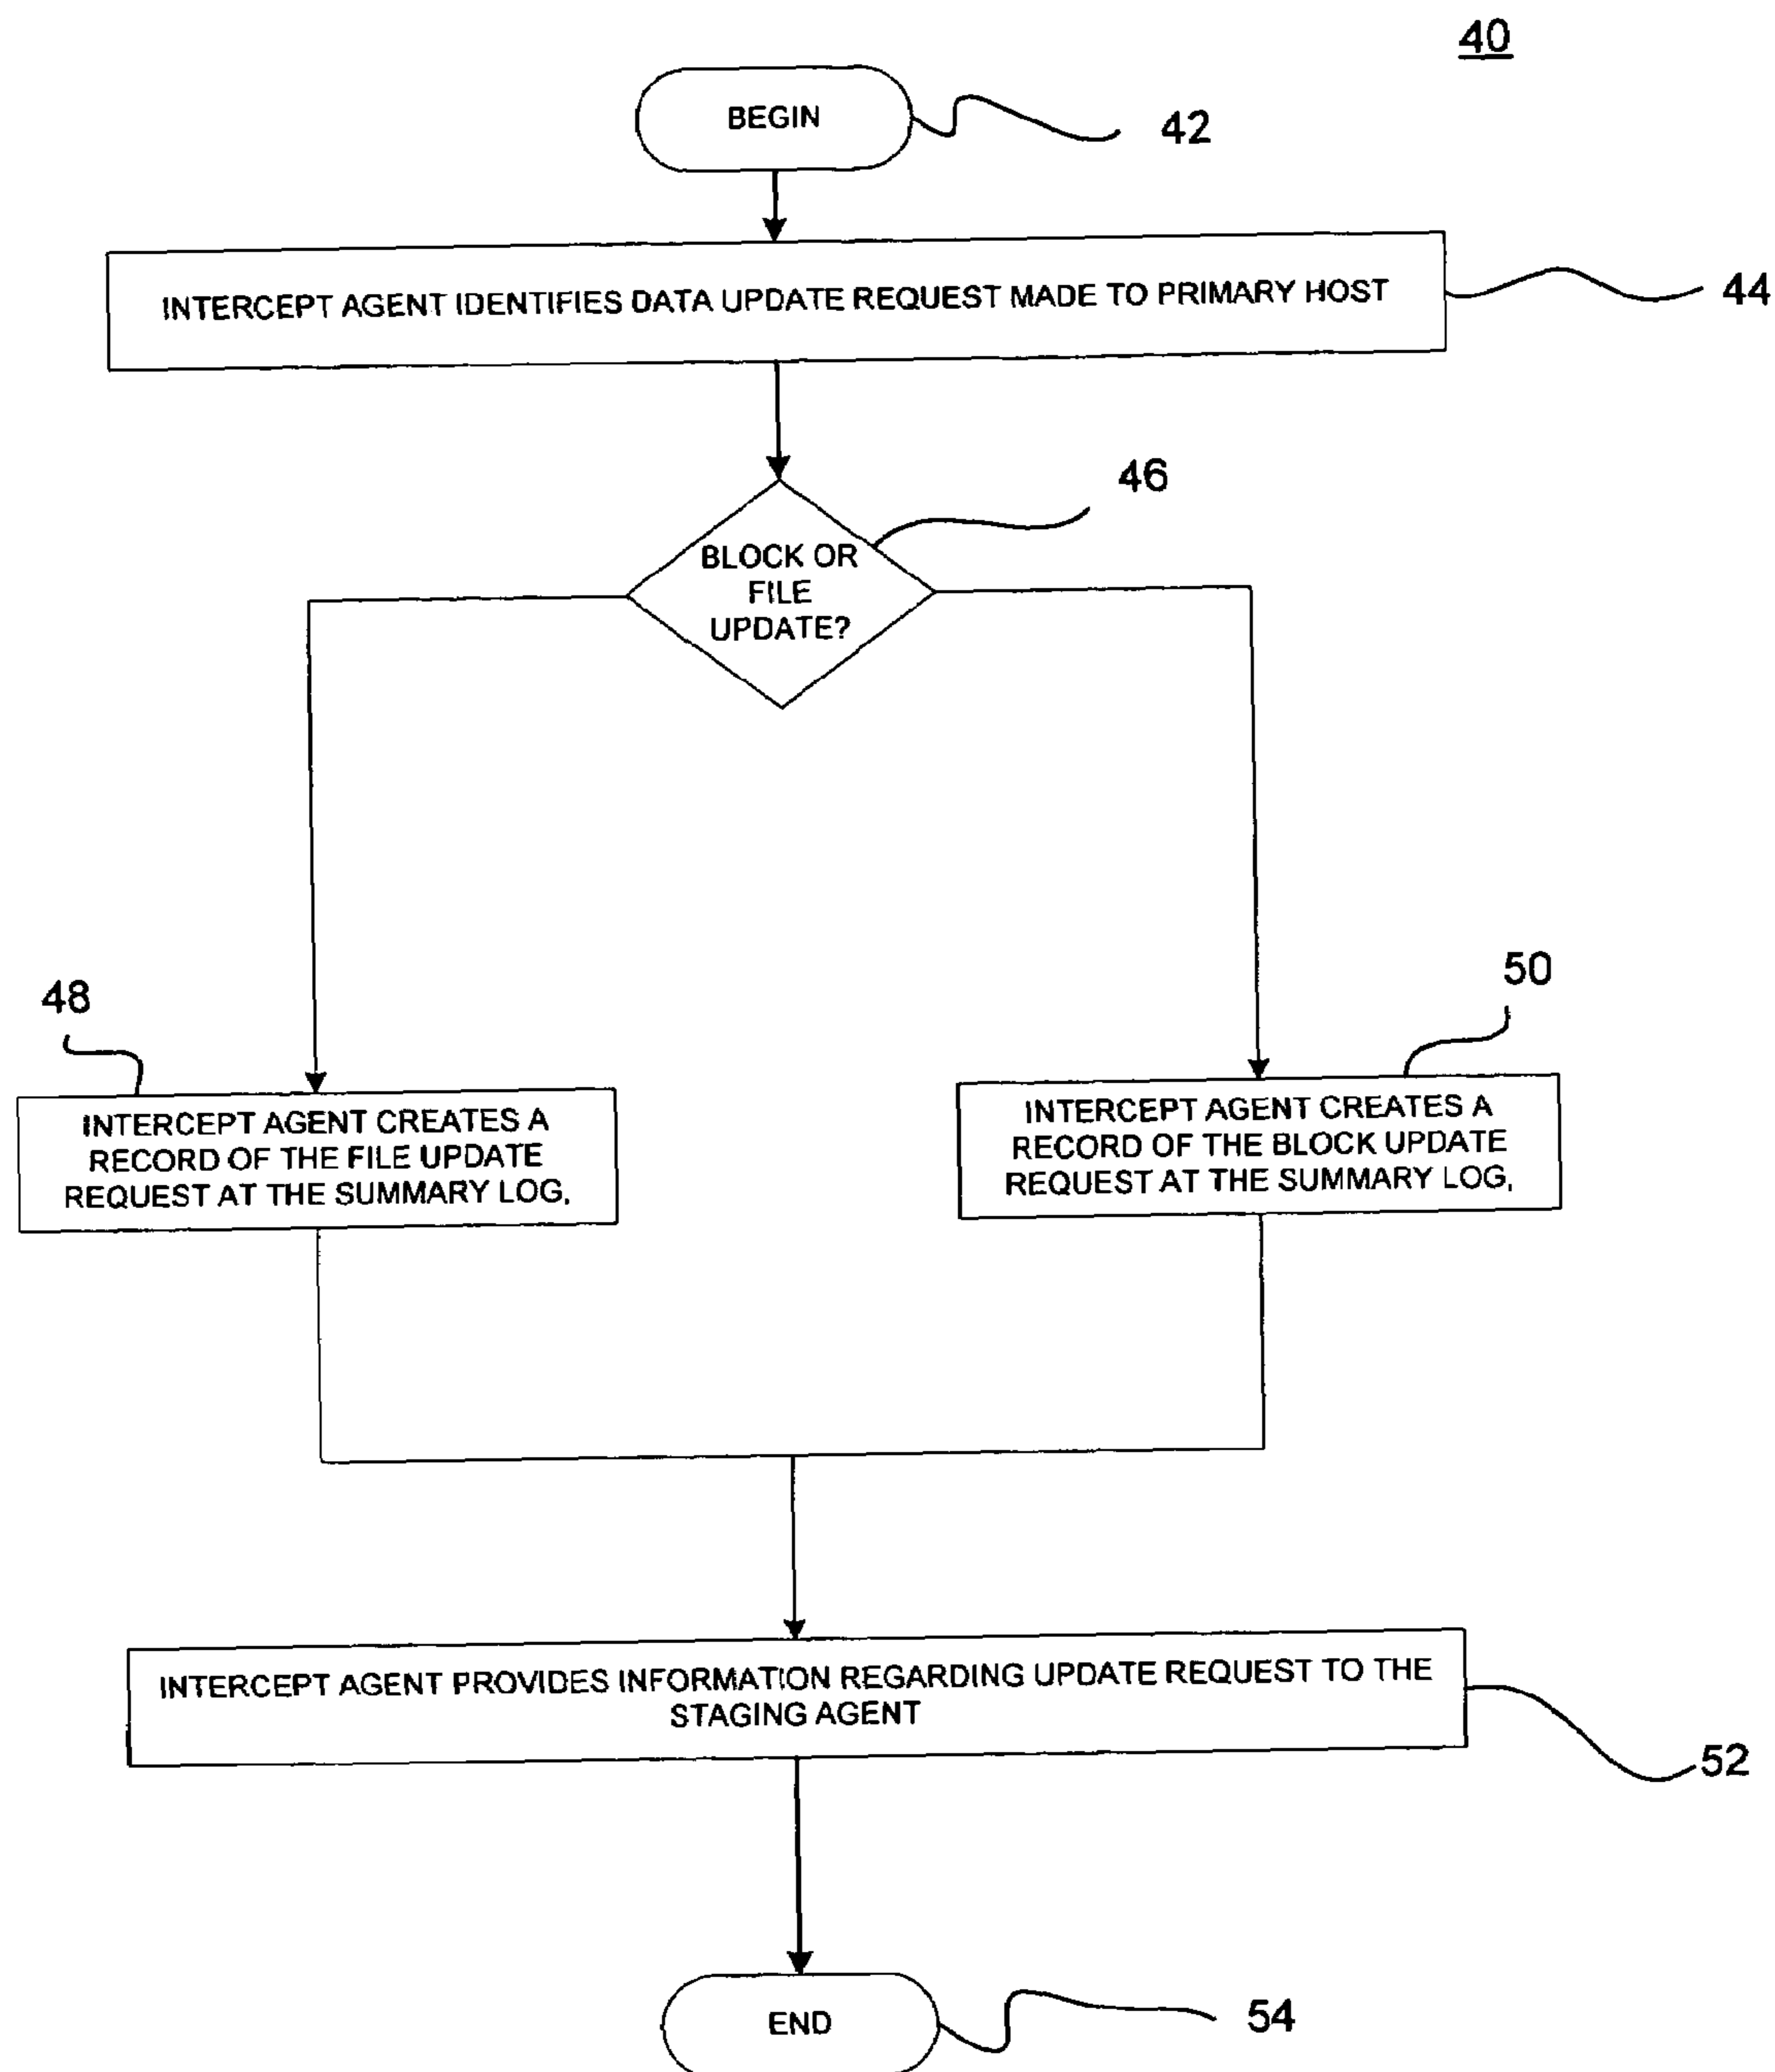 40
BEGIN
42
INTERCEPT AGENT IDENTIFIES DATA UPDATE REQUEST MADE TO PRIMARY HOST
44
46
BLOCK OR
FILE
UPDATE?
48
INTERCEPT AGENT CREATES A
RECORD OF THE FILE UPDATE
REQUEST AT THE SUMMARY LOG,
50
INTERCEPT AGENT CREATES A
RECORD OF THE BLOCK UPDATE
REQUEST AT THE SUMMARY LOG,
INTERCEPT AGENT PROVIDES INFORMATION REGARDING UPDATE REQUEST TO THE
STAGING AGENT
52
END
54